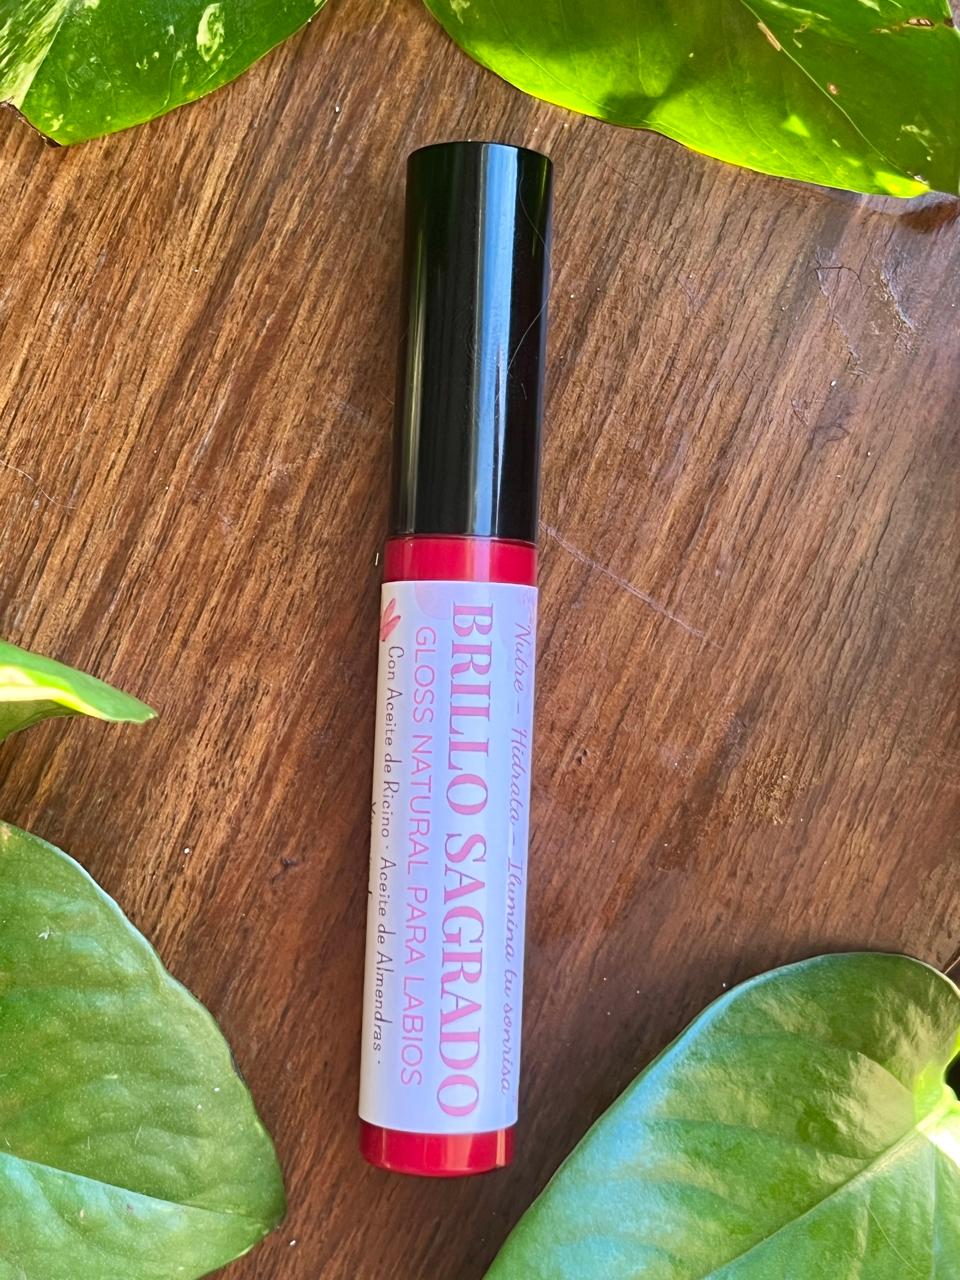 "Nutre - Hidrata - Ilumina tu sonrisa"
BRILLO SAGRADO
GLOSS NATURAL PARA LABIOS
Con Aceite de Ricino · Aceite de Almendras ·